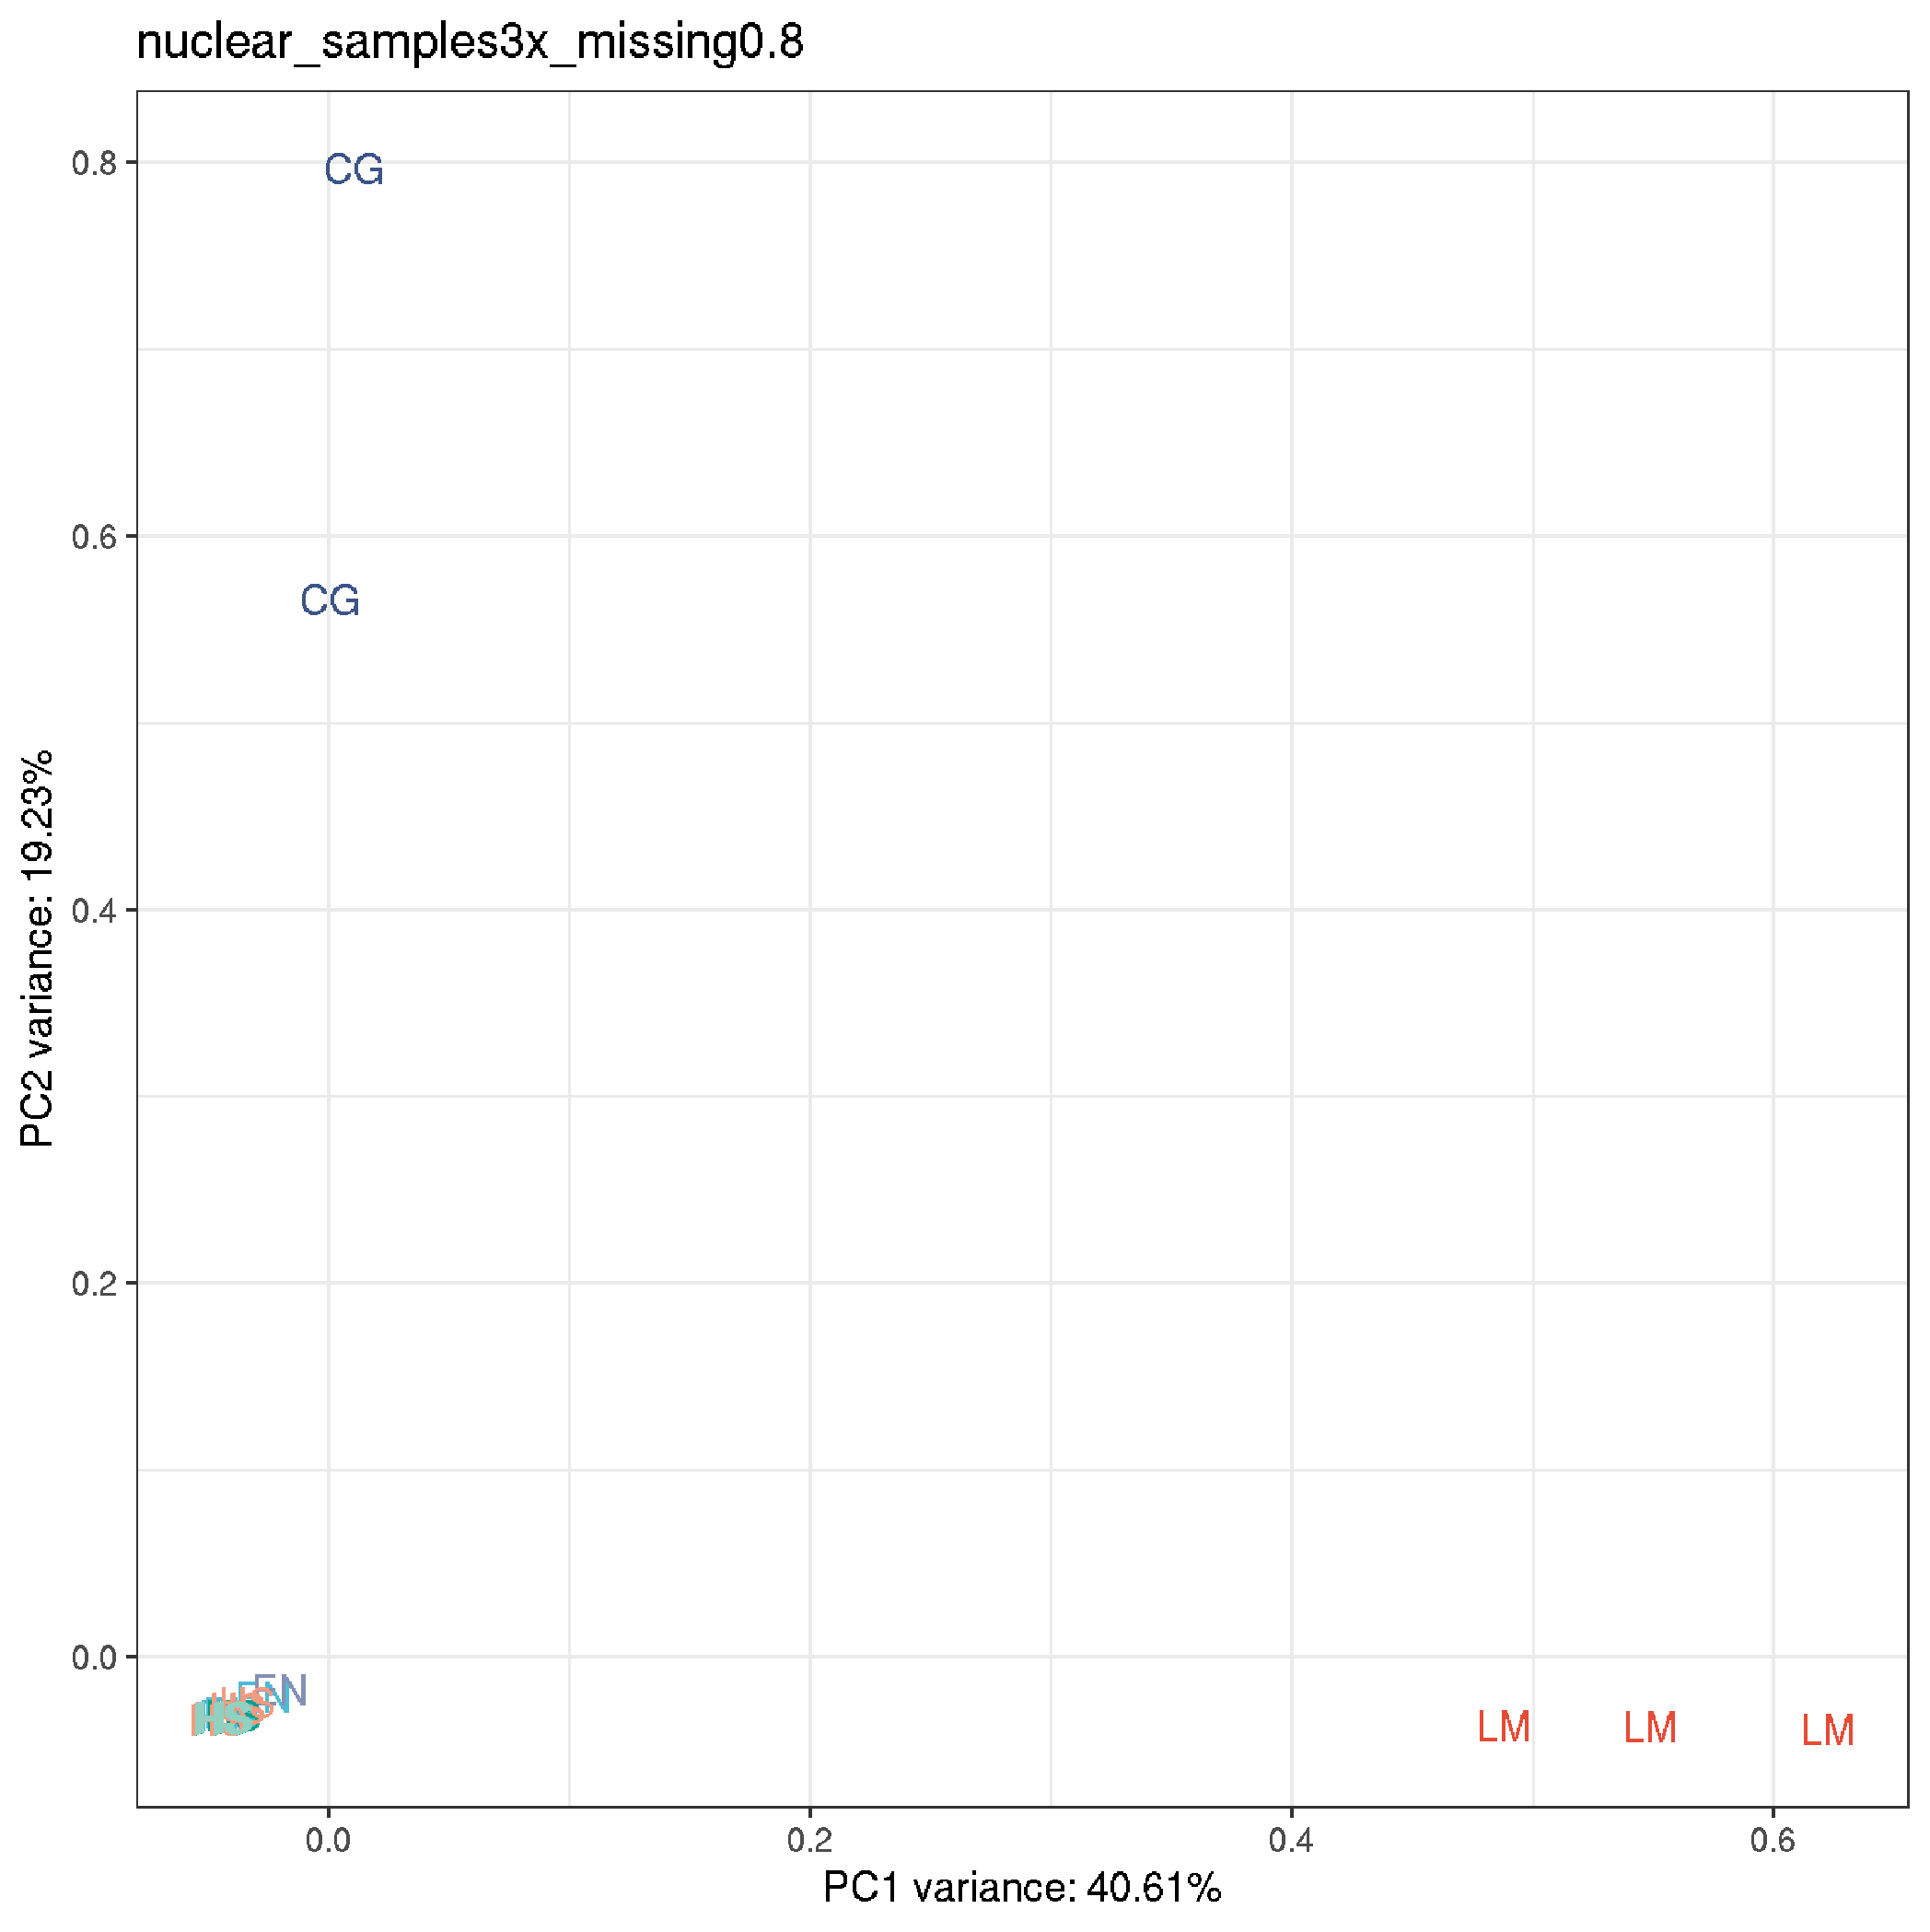 nuclear_samples3x_missing0.8
0.8
CG
0.6
CG
PC2 variance: 19.23%
0.4
0.2
0.0
LM LM LM
0.0 0.2 0.4 0.6
PC1 variance: 40.61%